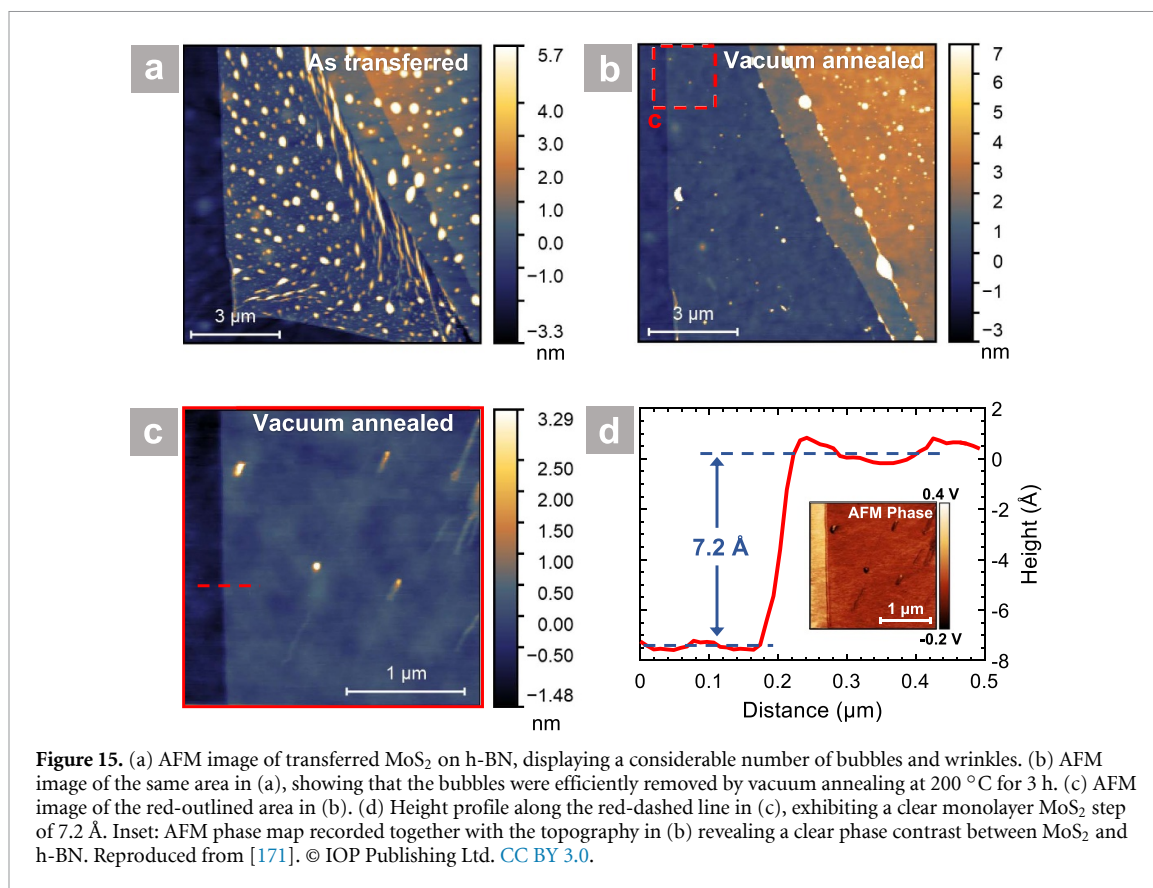 a
As transferred
3 µm
5.7
4.0
3.0
2.0
1.0
0.0
−1.0
−3.3
nm
b
Vacuum annealed
c
3 µm
7
6
5
4
3
2
1
0
−1
−3
nm
c
Vacuum annealed
1 µm
3.29
2.50
2.00
1.50
1.00
0.50
0.00
−0.50
−1.48
nm
d
7.2 Å
AFM Phase
1 µm
0.4 V
-0.2 V
2
0
-2
-4
-6
-8
Height (Å)
0 0.1 0.2 0.3 0.4 0.5
Distance (µm)
Figure 15. (a) AFM image of transferred MoS₂ on h-BN, displaying a considerable number of bubbles and wrinkles. (b) AFM
image of the same area in (a), showing that the bubbles were efficiently removed by vacuum annealing at 200 °C for 3 h. (c) AFM
image of the red-outlined area in (b). (d) Height profile along the red-dashed line in (c), exhibiting a clear monolayer MoS₂ step
of 7.2 Å. Inset: AFM phase map recorded together with the topography in (b) revealing a clear phase contrast between MoS₂ and
h-BN. Reproduced from [171]. © IOP Publishing Ltd. CC BY 3.0.